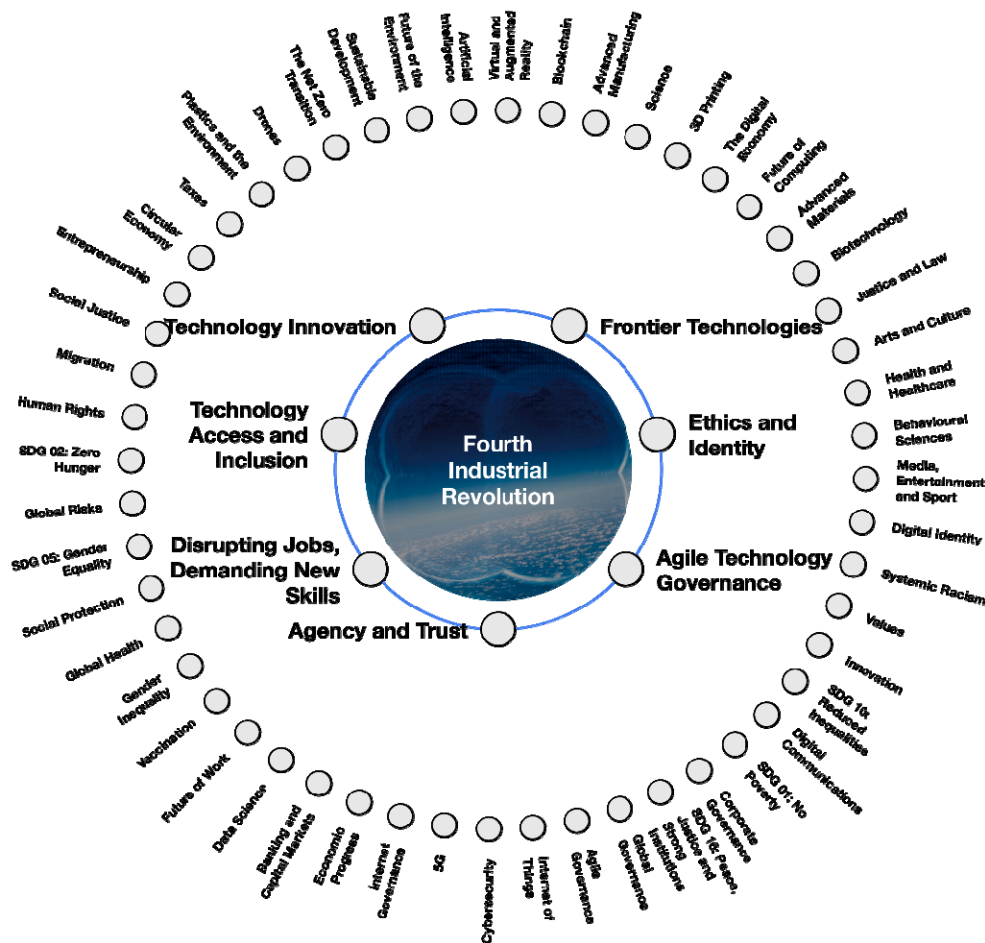 Fourth
Industrial
Revolution
Frontier Technologies
Ethics and
Identity
Agile Technology
Governance
Agency and Trust
Disrupting Jobs,
Demanding New
Skills
Technology
Access and
Inclusion
Technology Innovation
Virtual and
Augmented
Reality
Blockchain
Advanced
Manufacturing
Science
3D Printing
The Digital
Economy
Future of
Computing
Advanced
Materials
Biotechnology
Justice and Law
Arts and Culture
Health and
Healthcare
Behavioural
Sciences
Media,
Entertainment
and Sport
Digital Identity
Systemic Racism
Values
Innovation
SDG 10:
Reduced
Inequalities
Digital
Communications
SDG 01: No
Poverty
Corporate
Governance
SDG 16: Peace,
Justice and
Strong
Institutions
Global
Governance
Agile
Governance
Internet of
Things
Cybersecurity
5G
Internet
Governance
Economic
Progress
Banking and
Capital Markets
Data Science
Future of Work
Vaccination
Gender
Inequality
Global Health
Social Protection
SDG 05: Gender
Equality
Global Risks
SDG 02: Zero
Hunger
Human Rights
Migration
Social Justice
Entrepreneurship
Circular
Economy
Taxes
Plastics and the
Environment
Drones
The Net Zero
Transition
Sustainable
Development
Future of the
Environment
Artificial
Intelligence